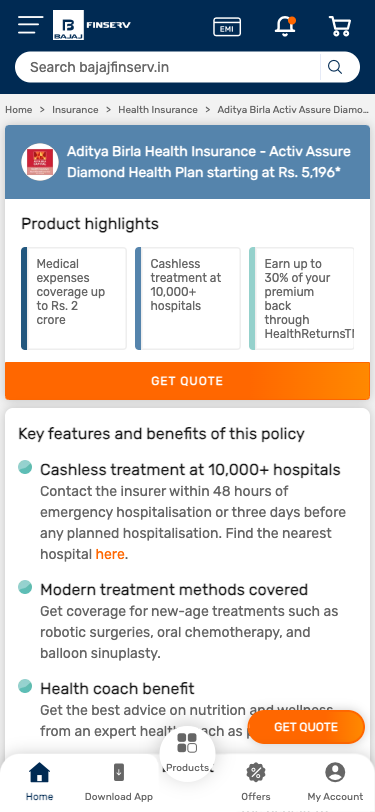 B
BAJAJ
FINSERV
EMI
Search bajajfinserv.in
Home > Insurance > Health Insurance > Aditya Birla Activ Assure Diamo...
Aditya Birla Health Insurance - Activ Assure
Diamond Health Plan starting at Rs. 5,196*
Product highlights
Medical
expenses
coverage up
to Rs. 2
crore
Cashless
treatment at
10,000+
hospitals
Earn up to
30% of your
premium
back
through
HealthReturnsTM
GET QUOTE
Key features and benefits of this policy
Cashless treatment at 10,000+ hospitals
Contact the insurer within 48 hours of
emergency hospitalisation or three days before
any planned hospitalisation. Find the nearest
hospital here.
Modern treatment methods covered
Get coverage for new-age treatments such as
robotic surgeries, oral chemotherapy, and
balloon sinuplasty.
Health coach benefit
Get the best advice on nutrition and wellness
from an expert health coach as
GET QUOTE
Home
Download App
Products
Offers
My Account